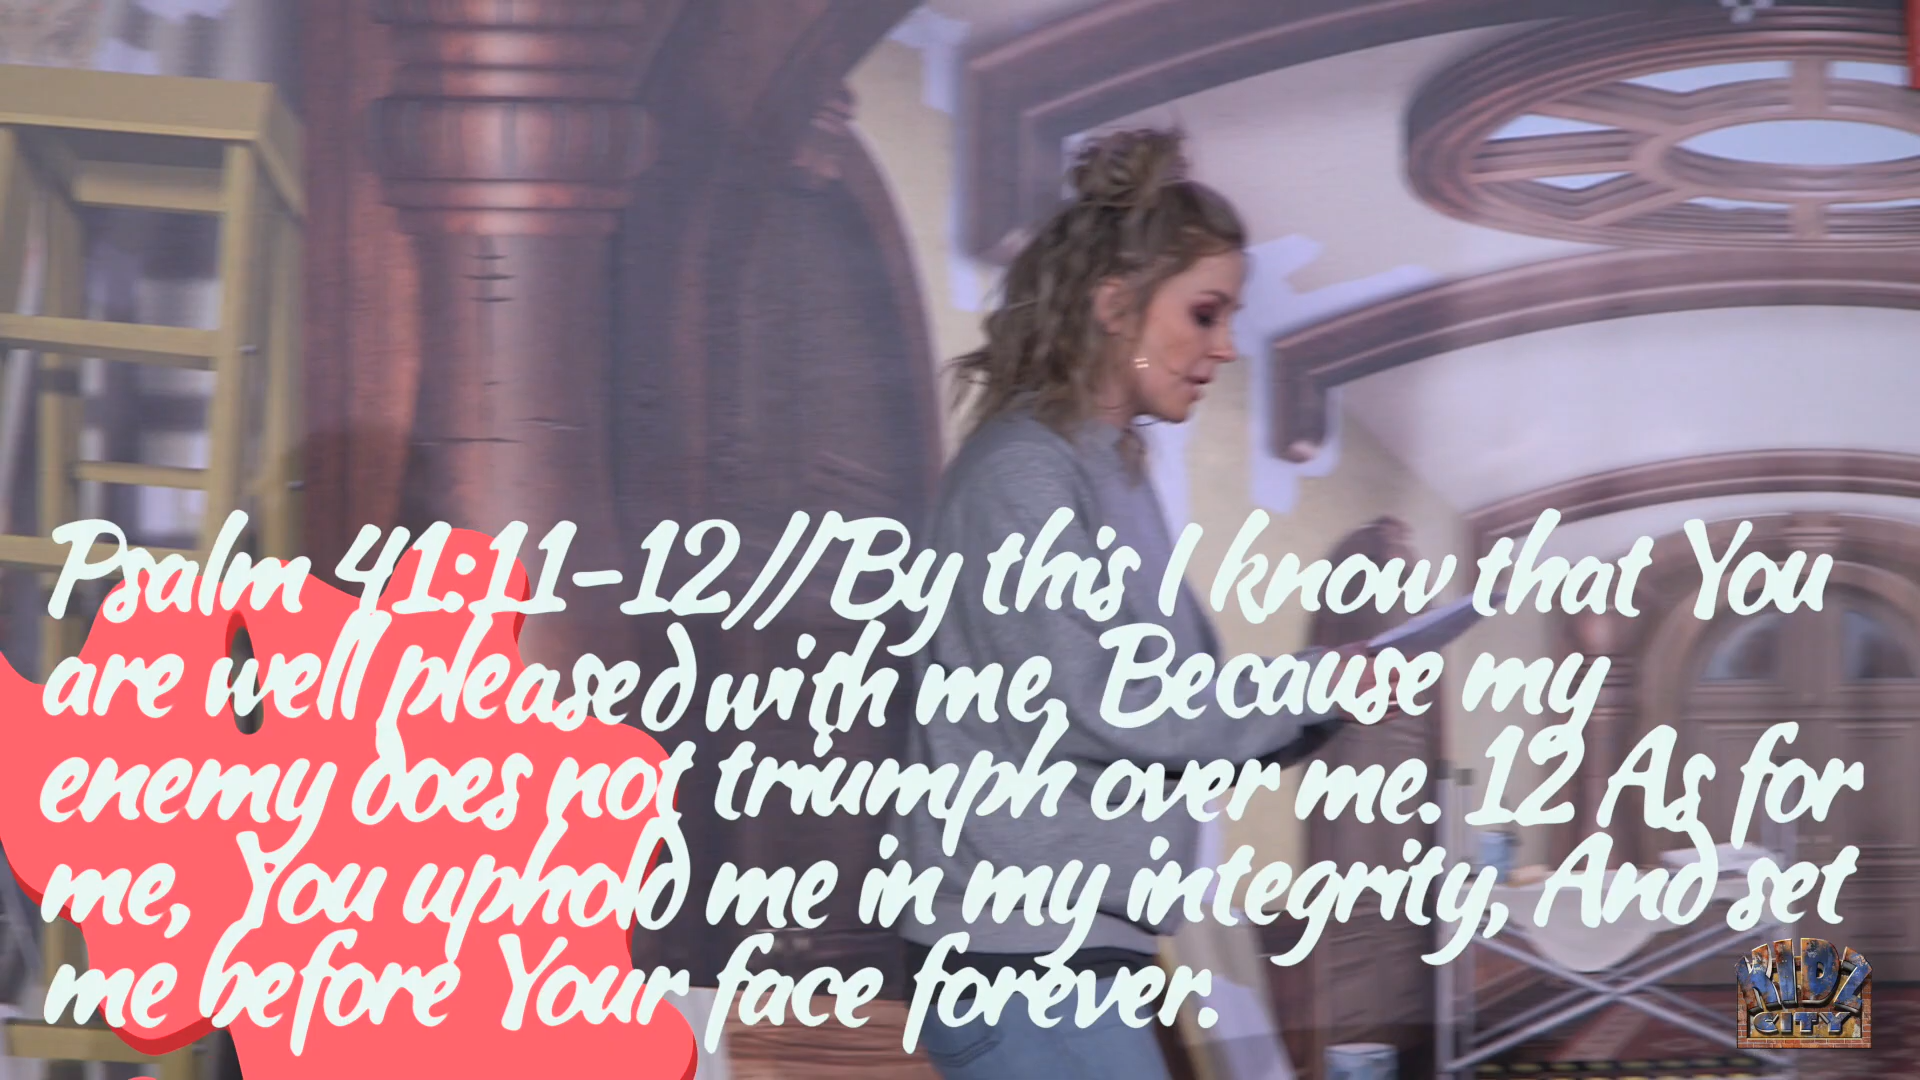 Psalm 41:11-12//By this I know that You
are well pleased with me, Because my
enemy does not triumph over me. 12 As for
me, You uphold me in my integrity, And set
me before Your face forever.
KIDZ
CITY